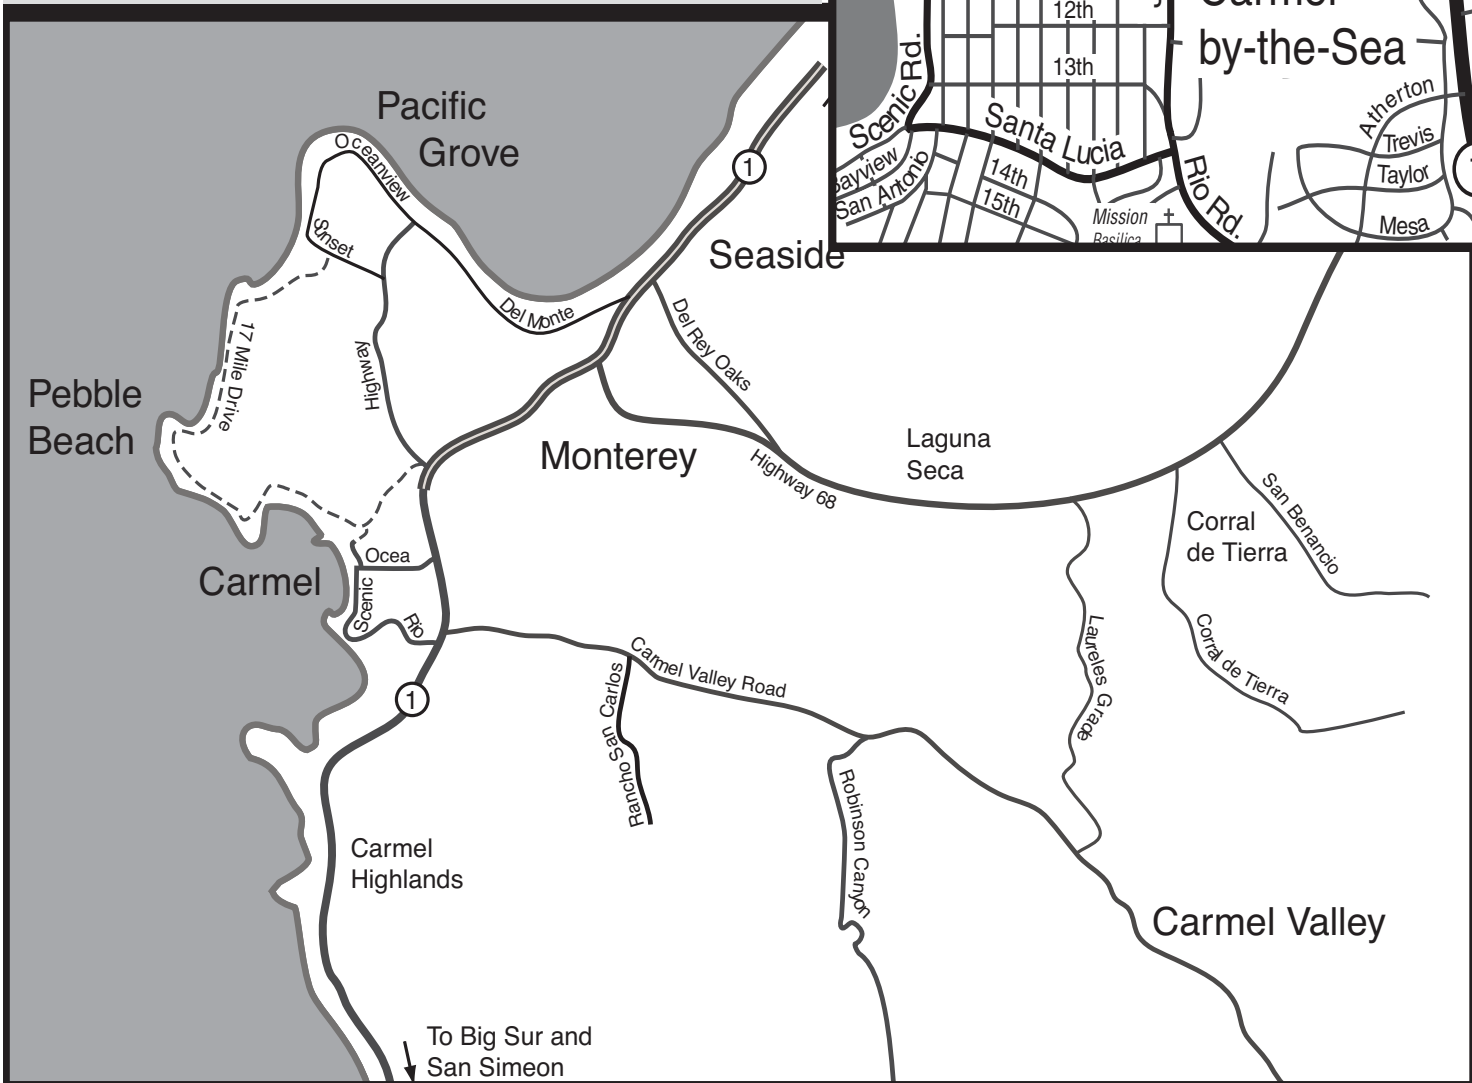 12th
by-the-Sea
13th
Scenic Rd.
Santa Lucia
Atherton
Trevis
Taylor
Mesa
San Antonio
14th
15th
Rio Rd.
Mission
Basilica
Pacific
Grove
Oceanview
1
Sunset
Seaside
Del Monte
17 Mile Drive
Highway
Del Rey Oaks
Pebble
Beach
Monterey
Laguna
Seca
Highway 68
San Benancio
Corral
de Tierra
Ocea
Carmel
Scenic
Rio
Laureles Grade
Corral de Tierra
Carmel Valley Road
Rancho San Carlos
1
Robinson Canyon
Carmel
Highlands
Carmel Valley
To Big Sur and
San Simeon